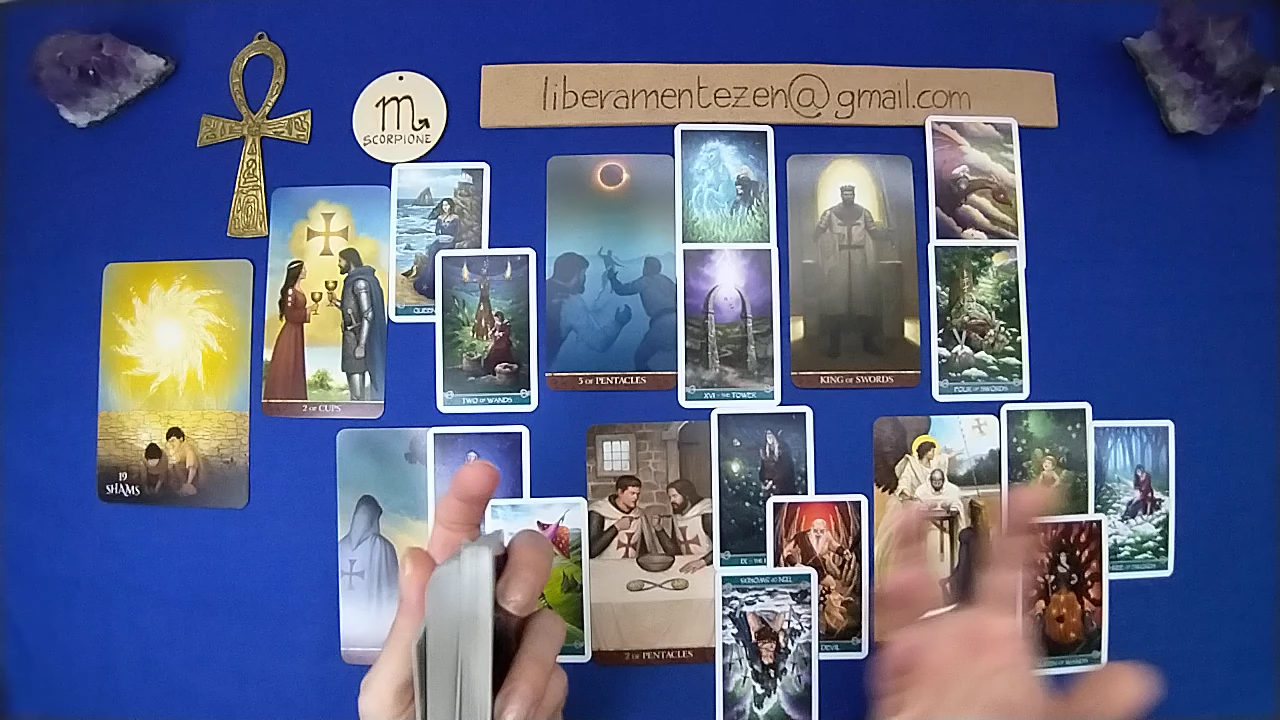 liberamentezen@gmail.com
SCORPIONE
2 OF CUPS
TWO OF WANDS
5 OF PENTACLES
XVI - THE TOWER
KING OF SWORDS
FOUR OF SWORDS
19
SHAMS
2 OF PENTACLES
DEVIL